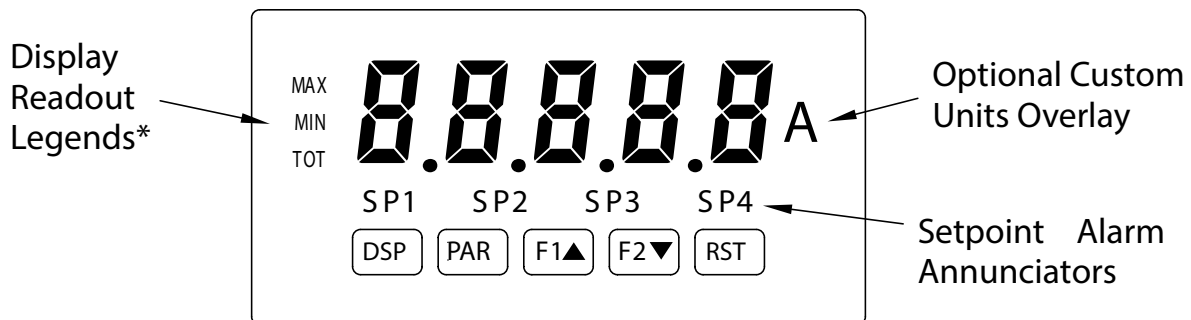 Display
Readout
Legends*
MAX
MIN
TOT
8.8.8.8.8
A
Optional Custom
Units Overlay
SP1 SP2 SP3 SP4
DSP PAR F1▲ F2▼ RST
Setpoint Alarm
Annunciators